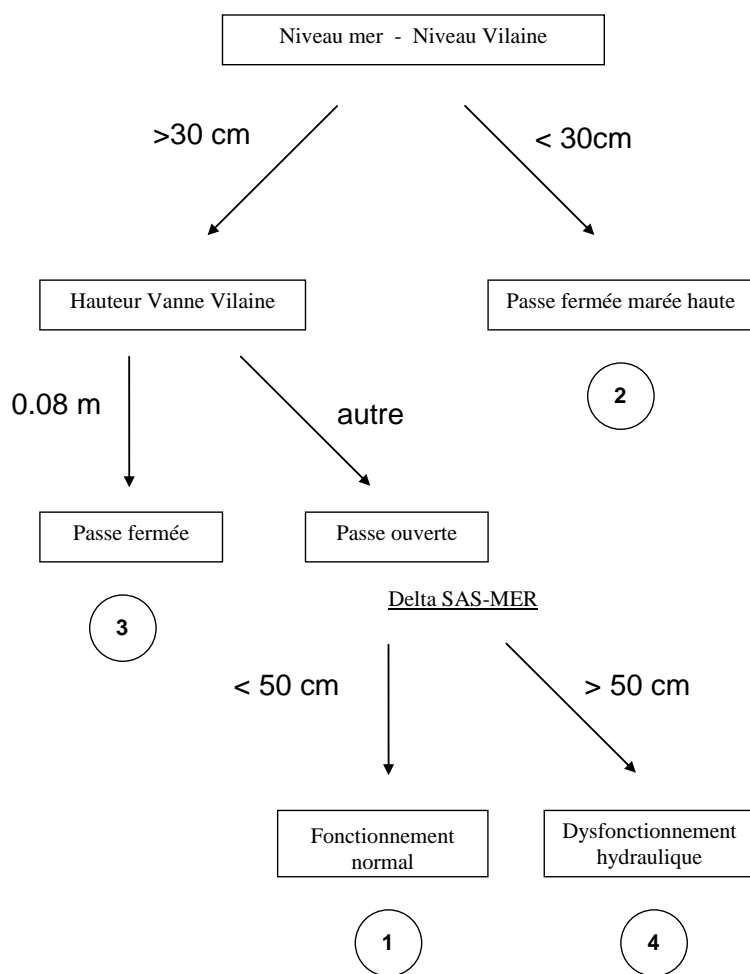 Niveau mer - Niveau Vilaine
>30 cm
< 30cm
Hauteur Vanne Vilaine
Passe fermée marée haute
2
0.08 m
autre
Passe fermée
Passe ouverte
3
Delta SAS-MER
< 50 cm
> 50 cm
Fonctionnement
normal
Dysfonctionnement
hydraulique
1
4